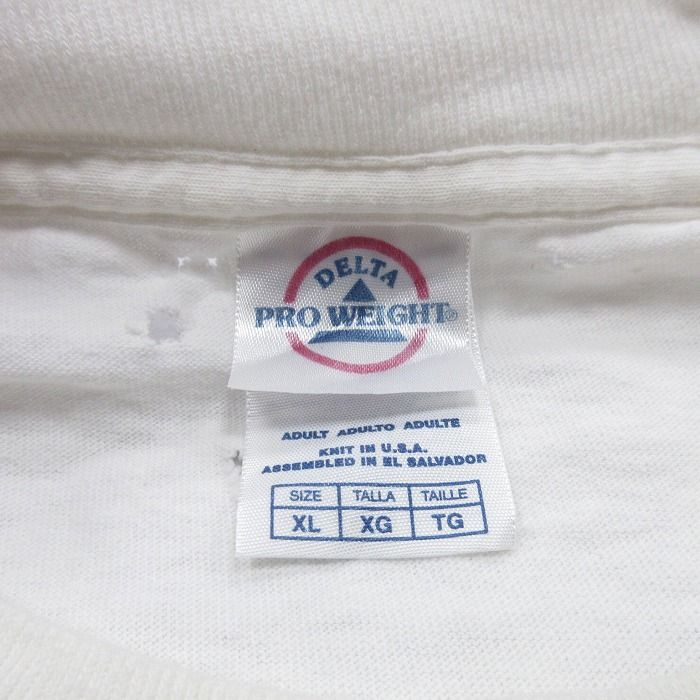 DELTA
PRO WEIGHT®
ADULT ADULTO ADULTE
KNIT IN U.S.A.
ASSEMBLED IN EL SALVADOR
SIZE TALLA TAILLE
XL XG TG